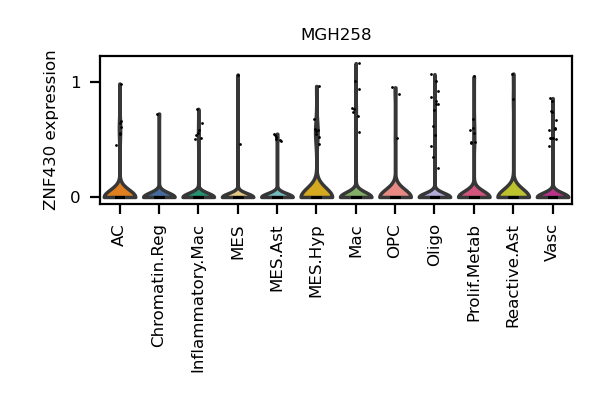 MGH258
ZNF430 expression
1
0
AC
Chromatin.Reg
Inflammatory.Mac
MES
MES.Ast
MES.Hyp
Mac
OPC
Oligo
Prolif.Metab
Reactive.Ast
Vasc